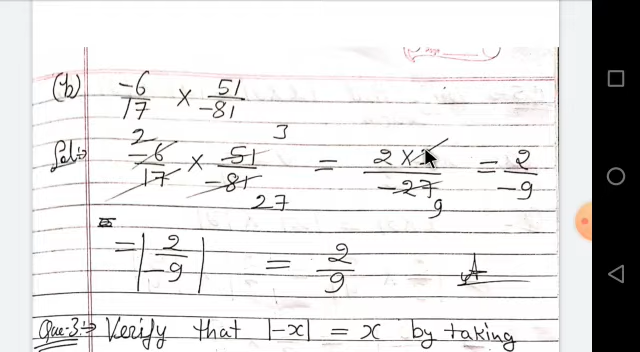 (b) -6/17 × 51/-81
Sol:- 2 -6/17 × 51/-81 3 27 = 2 × 3/-27 9 = 2/-9
= |2/-9| = 2/9 A
Que-3:→ Verify that |-x| = x by taking